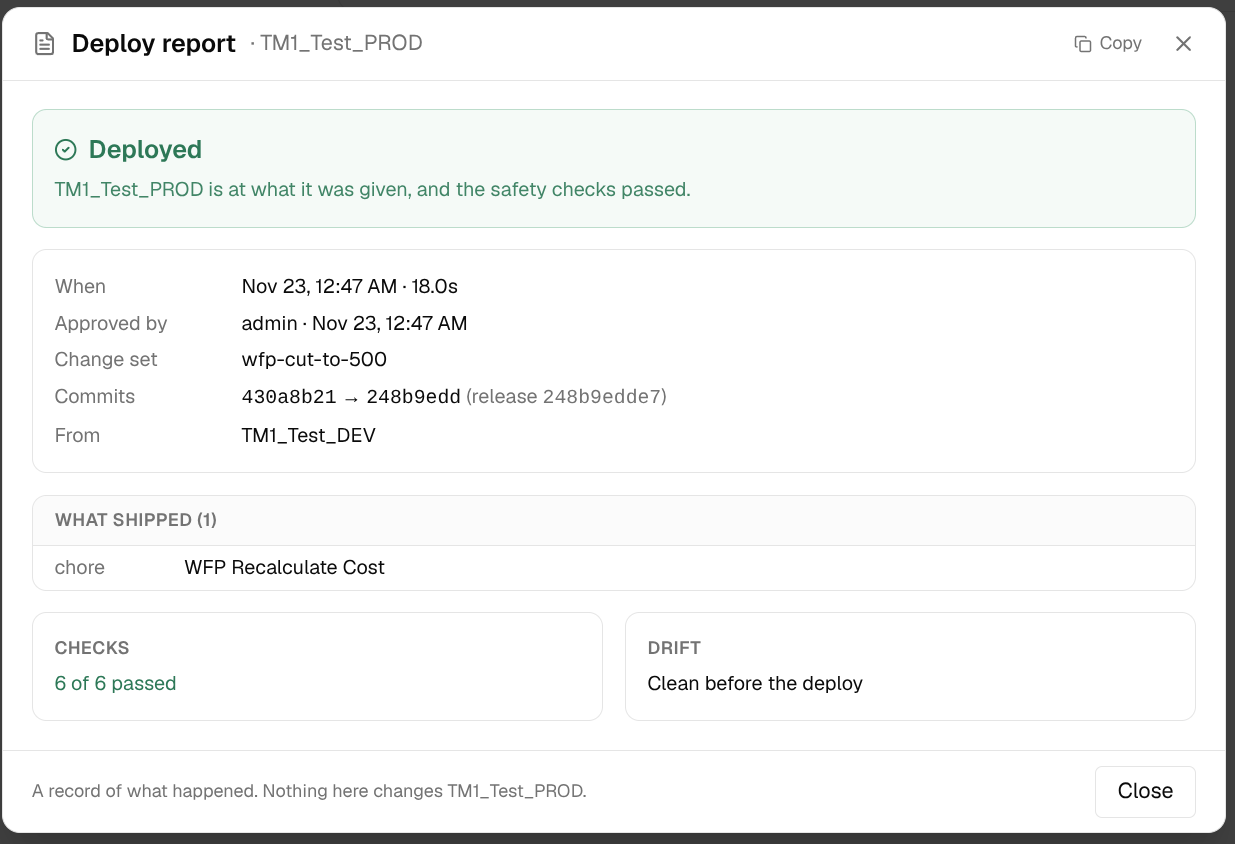 Deploy report · TM1_Test_PROD
Copy
Deployed
TM1_Test_PROD is at what it was given, and the safety checks passed.
When Nov 23, 12:47 AM · 18.0s
Approved by admin · Nov 23, 12:47 AM
Change set wfp-cut-to-500
Commits 430a8b21 → 248b9edd (release 248b9edde7)
From TM1_Test_DEV
WHAT SHIPPED (1)
chore WFP Recalculate Cost
CHECKS
6 of 6 passed
DRIFT
Clean before the deploy
A record of what happened. Nothing here changes TM1_Test_PROD.
Close